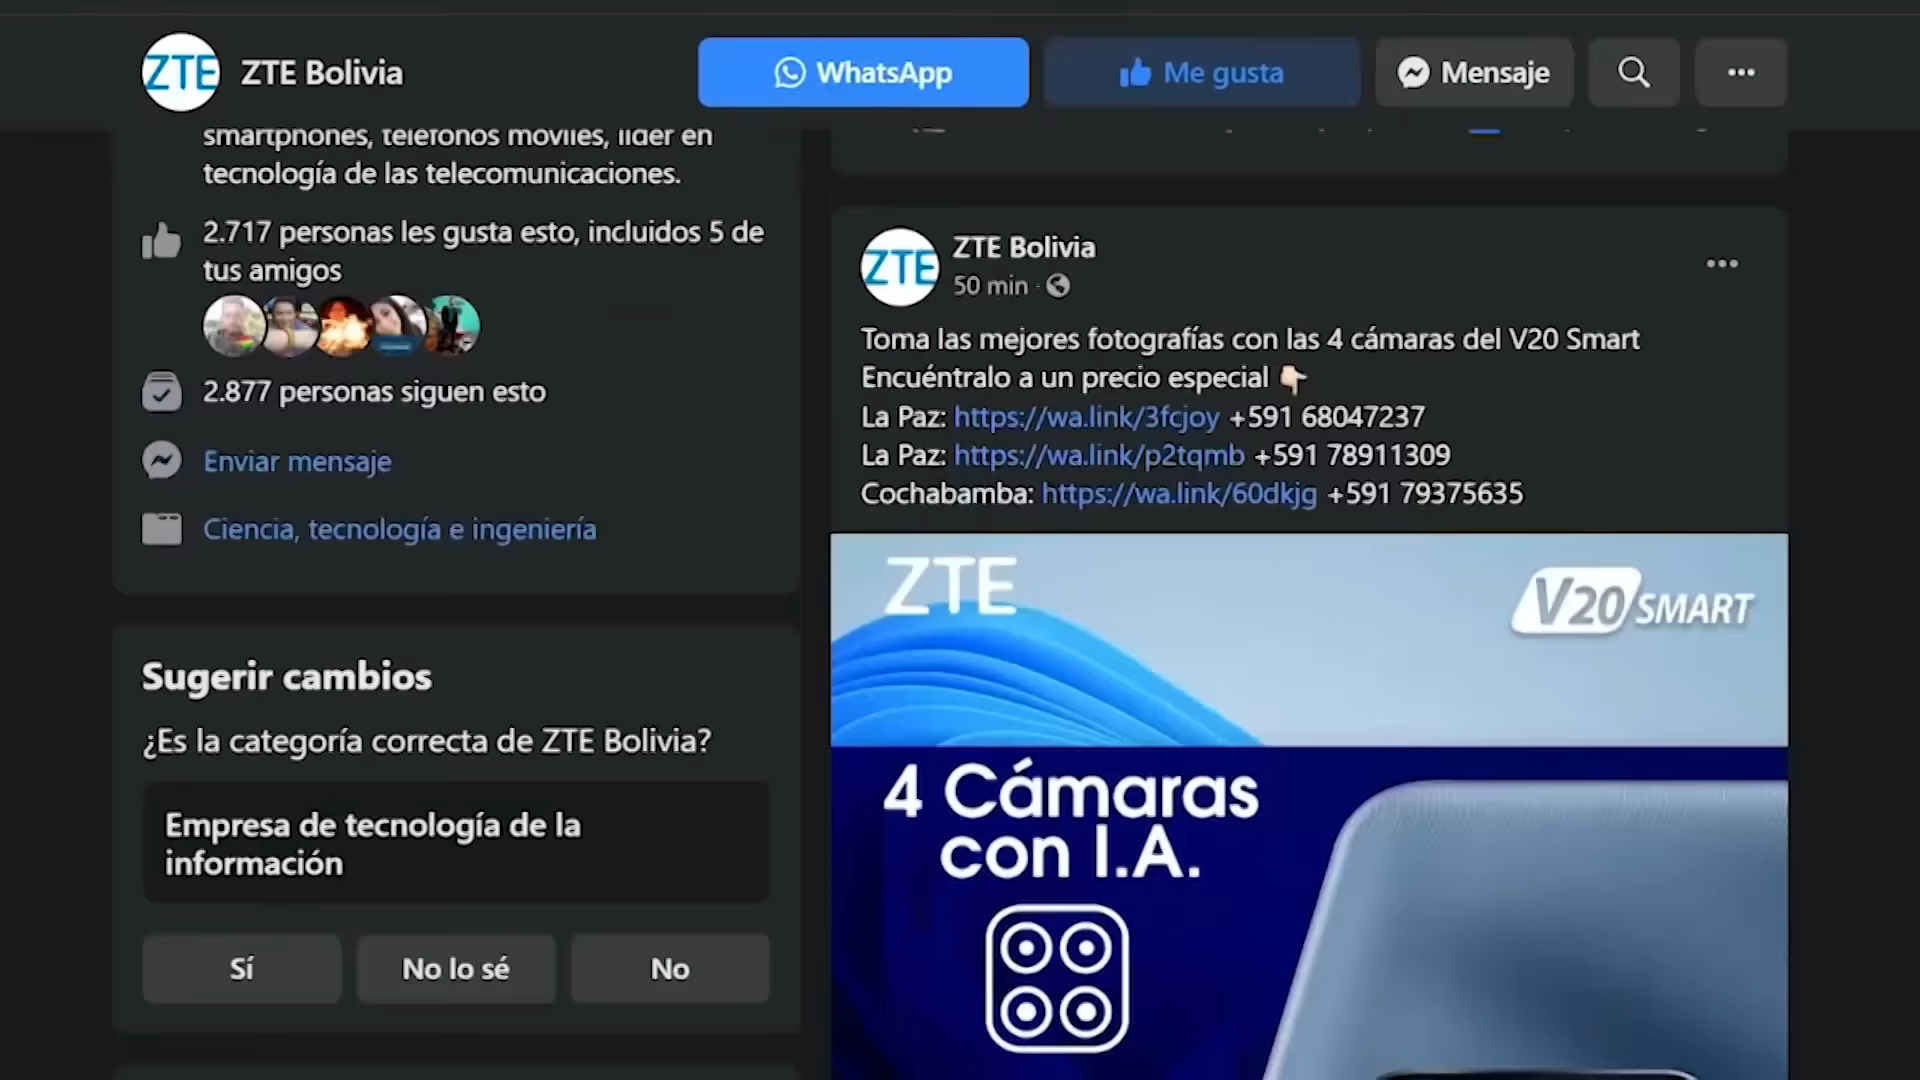 ZTE
ZTE Bolivia
WhatsApp
Me gusta
Mensaje
smartphones, teléfonos móviles, líder en
tecnología de las telecomunicaciones.
2.717 personas les gusta esto, incluidos 5 de
tus amigos
2.877 personas siguen esto
Enviar mensaje
Ciencia, tecnología e ingeniería
Sugerir cambios
¿Es la categoría correcta de ZTE Bolivia?
Empresa de tecnología de la
información
Sí
No lo sé
No
ZTE
ZTE Bolivia
50 min ·
Toma las mejores fotografías con las 4 cámaras del V20 Smart
Encuéntralo a un precio especial 👇🏻
La Paz: https://wa.link/3fcjoy +591 68047237
La Paz: https://wa.link/p2tqmb +591 78911309
Cochabamba: https://wa.link/60dkjg +591 79375635
ZTE
V20 SMART
4 Cámaras
con I.A.